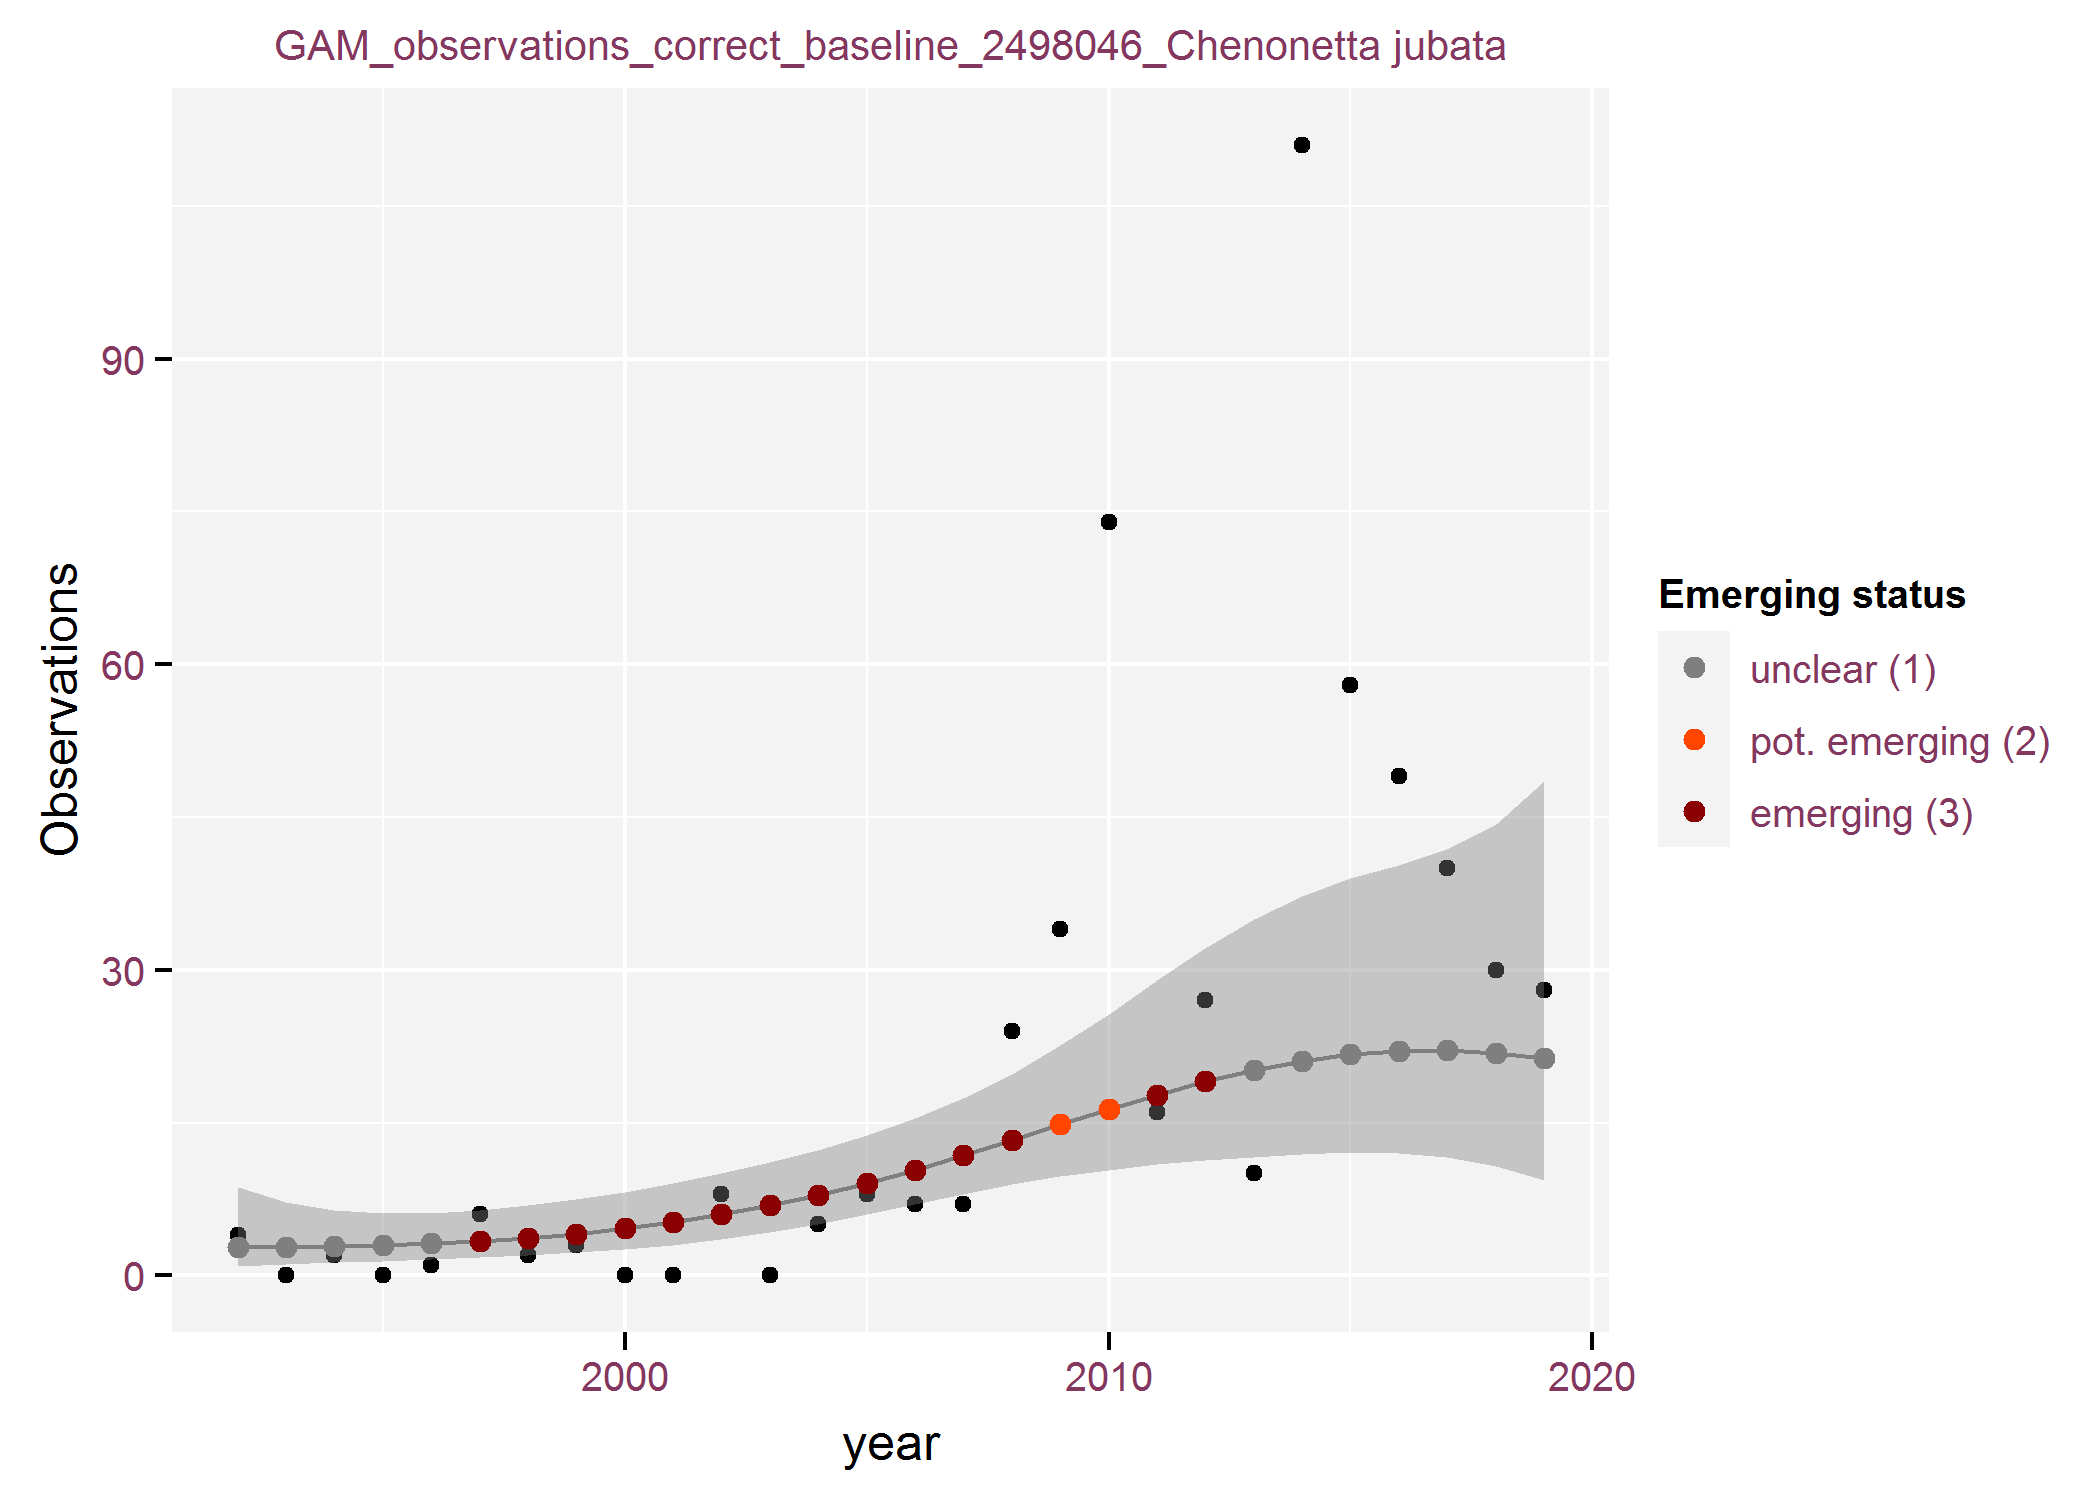 GAM_observations_correct_baseline_2498046_Chenonetta jubata
Observations
90
60
30
0
2000
2010
2020
year
Emerging status
unclear (1)
pot. emerging (2)
emerging (3)